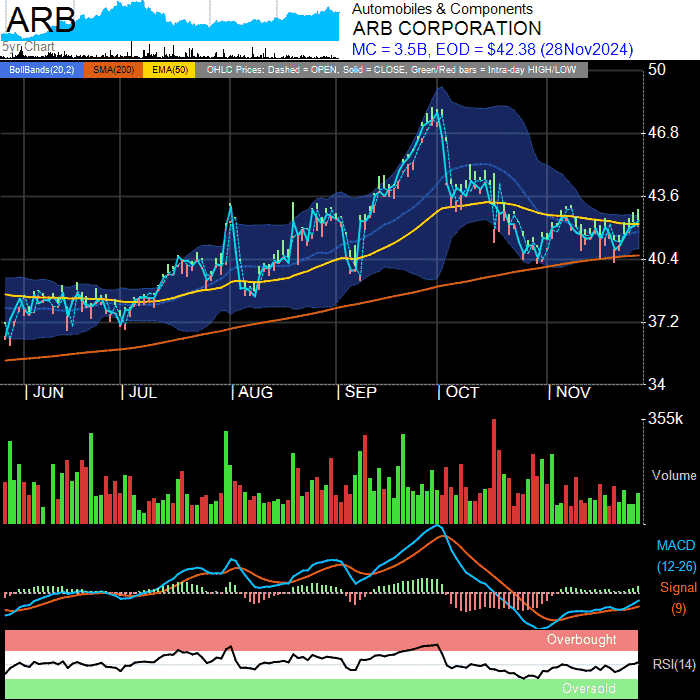 ARB
5yr Chart
Automobiles & Components
ARB CORPORATION
MC = 3.5B, EOD = $42.38 (28Nov2024)
BollBands(20,2) SMA(200) EMA(50) OHLC Prices: Dashed = OPEN, Solid = CLOSE, Green/Red bars = Intra-day HIGH/LOW
50
46.8
43.6
40.4
37.2
34
JUN JUL AUG SEP OCT NOV
355k
Volume
MACD
(12-26)
Signal
(9)
Overbought
RSI(14)
Oversold